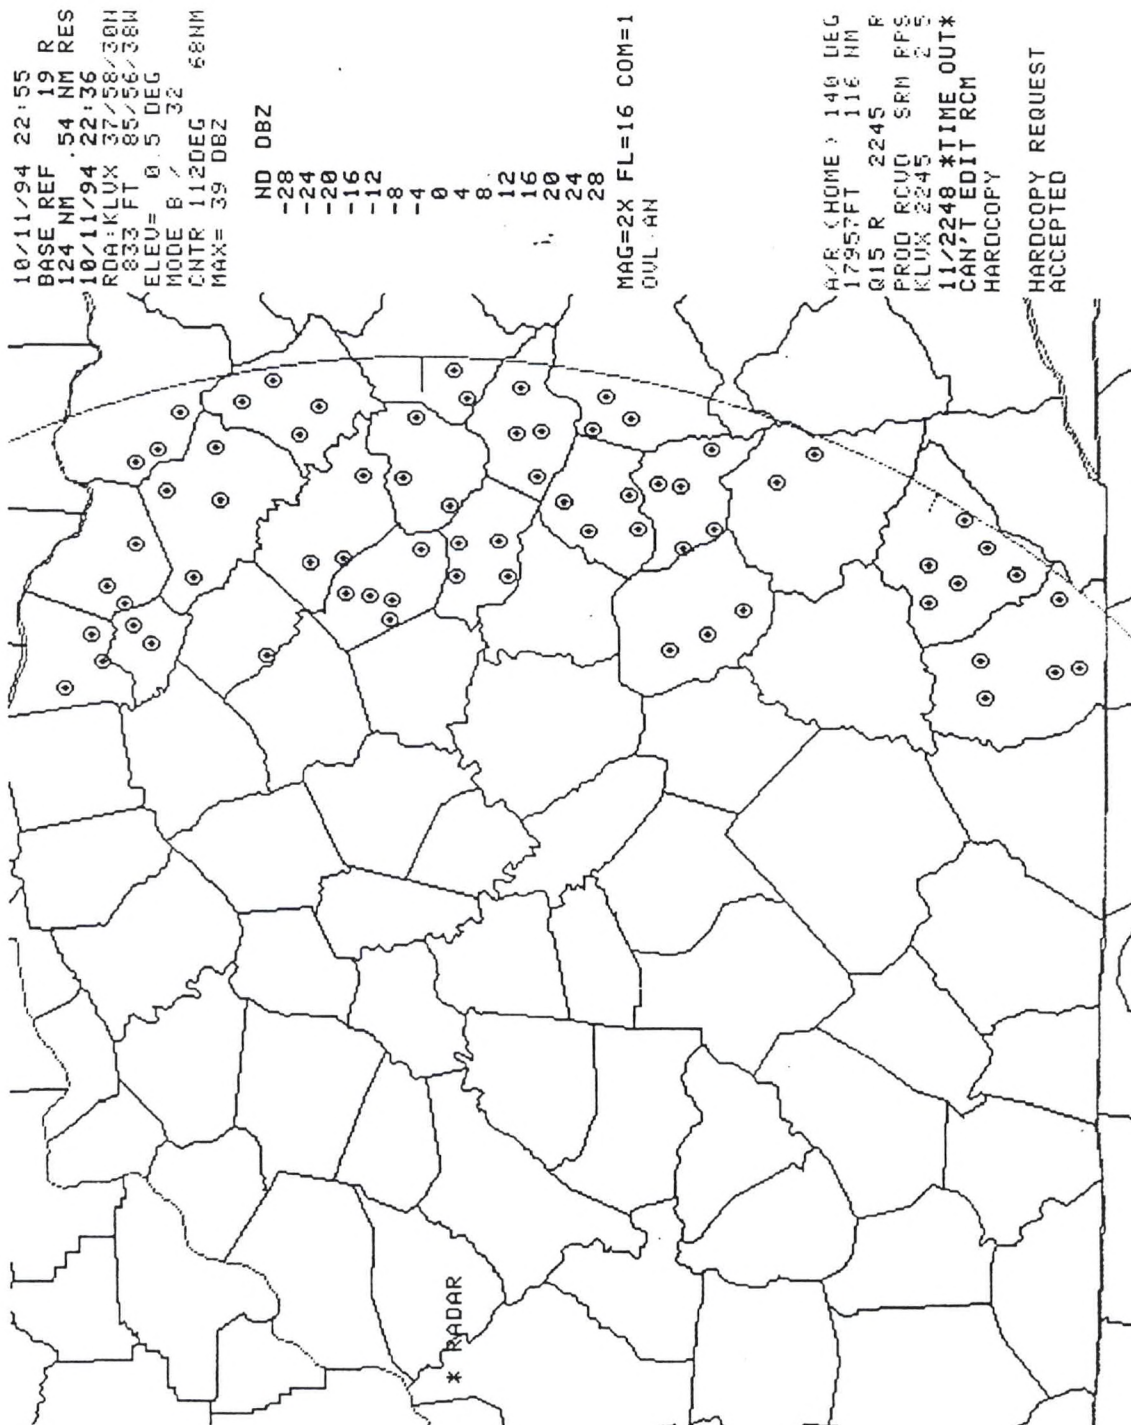 10/11/94 22:55
BASE REF 19 R
124 NM .54 NM RES
10/11/94 22:36
RDA:KLVX 37/58/30N
833 FT 85/56/38W
ELEV= 0.5 DEG
MODE B / 32
CNTR 112DEG 68NM
MAX= 39 DBZ
ND DBZ
-28
-24
-20
-16
-12
-8
-4
0
4
8
12
16
20
24
28
MAG=2X FL=16 COM=1
OVL:AN
A/R (HOME) 140 DEG
17957FT 116 NM
Q15 R 2245 R
PROD RCVD SRM RPS
KLVX 2245 2 5
11/2248 *TIME OUT*
CAN'T EDIT RCM
HARDCOPY
HARDCOPY REQUEST
ACCEPTED
* RADAR